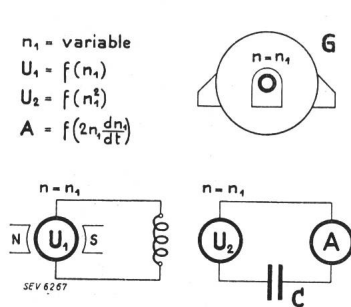 n₁ = variable
U₁ = f(n₁)
U₂ = f(n₁²)
A = f(2n₁ dn₁/dt)
G
n=n₁
n=n₁
N U₁ S
SEV 6267
n=n₁
U₂ A
C